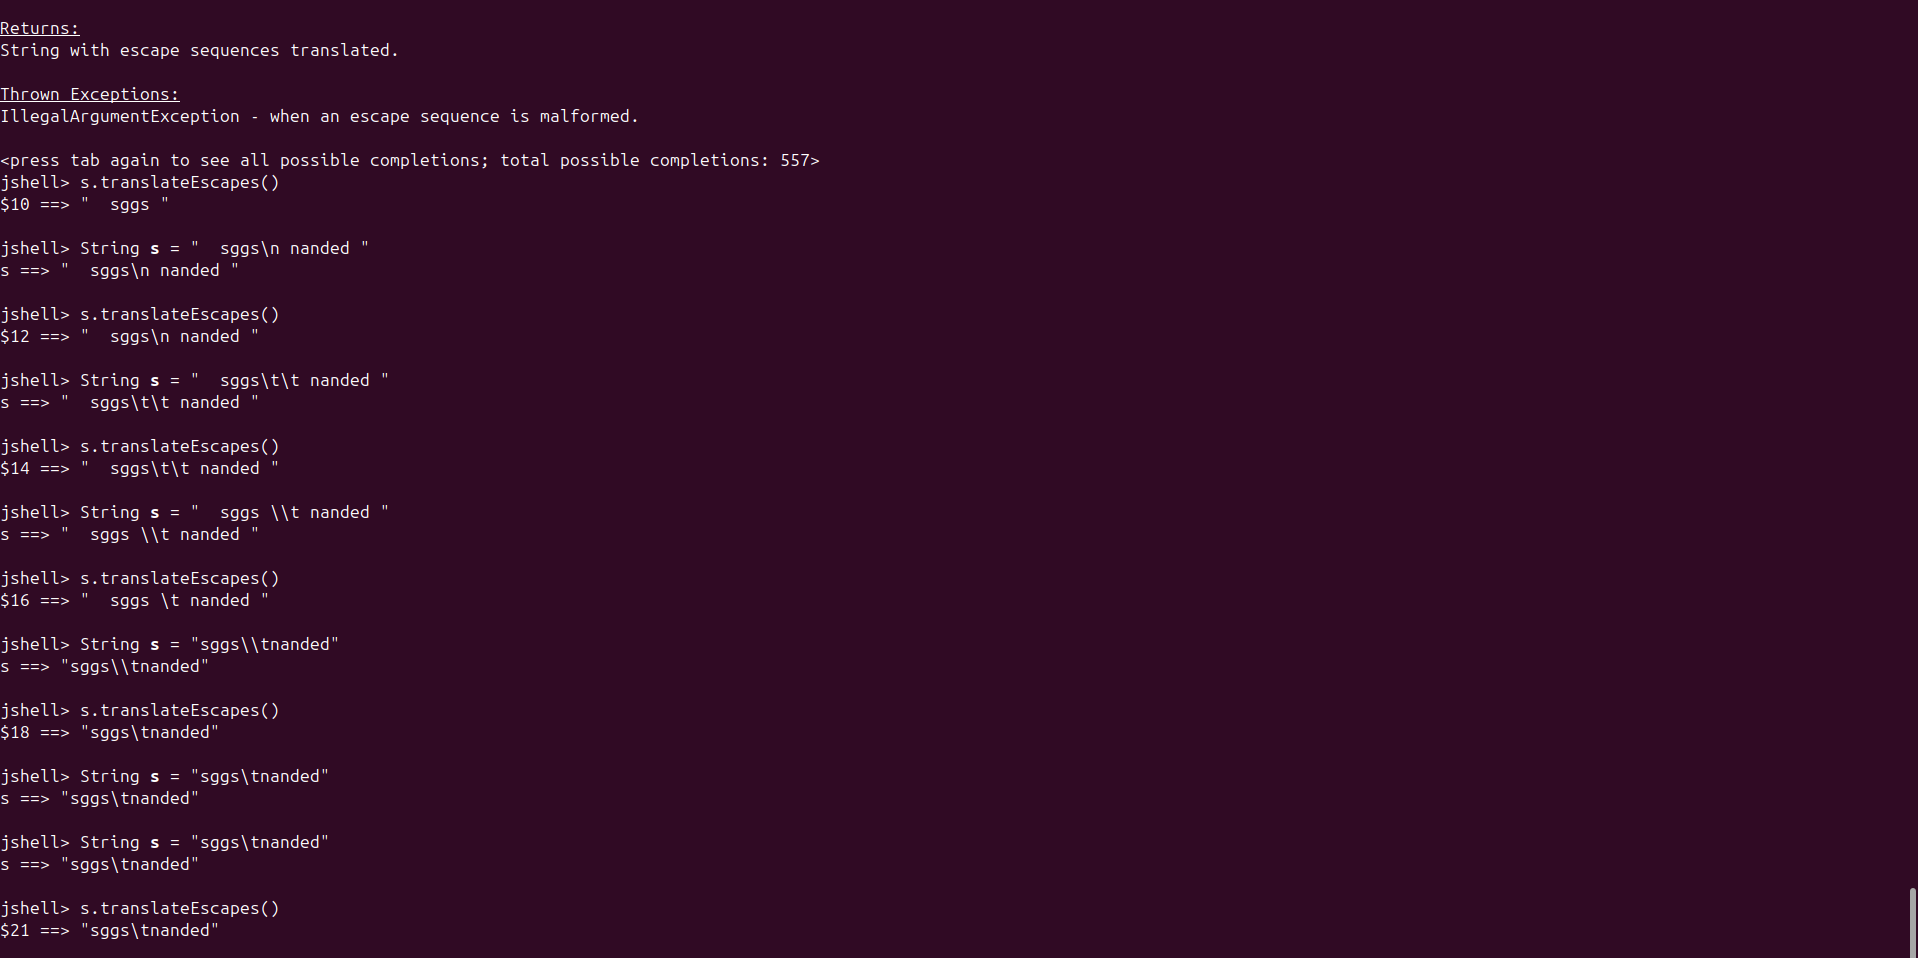 Returns:
String with escape sequences translated.
Thrown Exceptions:
IllegalArgumentException - when an escape sequence is malformed.
<press tab again to see all possible completions; total possible completions: 557>
jshell> s.translateEscapes()
$10 ==> "  sggs "
jshell> String s = "  sggs\n nanded "
s ==> "  sggs\n nanded "
jshell> s.translateEscapes()
$12 ==> "  sggs\n nanded "
jshell> String s = "  sggs\t\t nanded "
s ==> "  sggs\t\t nanded "
jshell> s.translateEscapes()
$14 ==> "  sggs\t\t nanded "
jshell> String s = "  sggs \\t nanded "
s ==> "  sggs \\t nanded "
jshell> s.translateEscapes()
$16 ==> "  sggs \t nanded "
jshell> String s = "sggs\\tnanded"
s ==> "sggs\\tnanded"
jshell> s.translateEscapes()
$18 ==> "sggs\tnanded"
jshell> String s = "sggs\tnanded"
s ==> "sggs\tnanded"
jshell> String s = "sggs\tnanded"
s ==> "sggs\tnanded"
jshell> s.translateEscapes()
$21 ==> "sggs\tnanded"